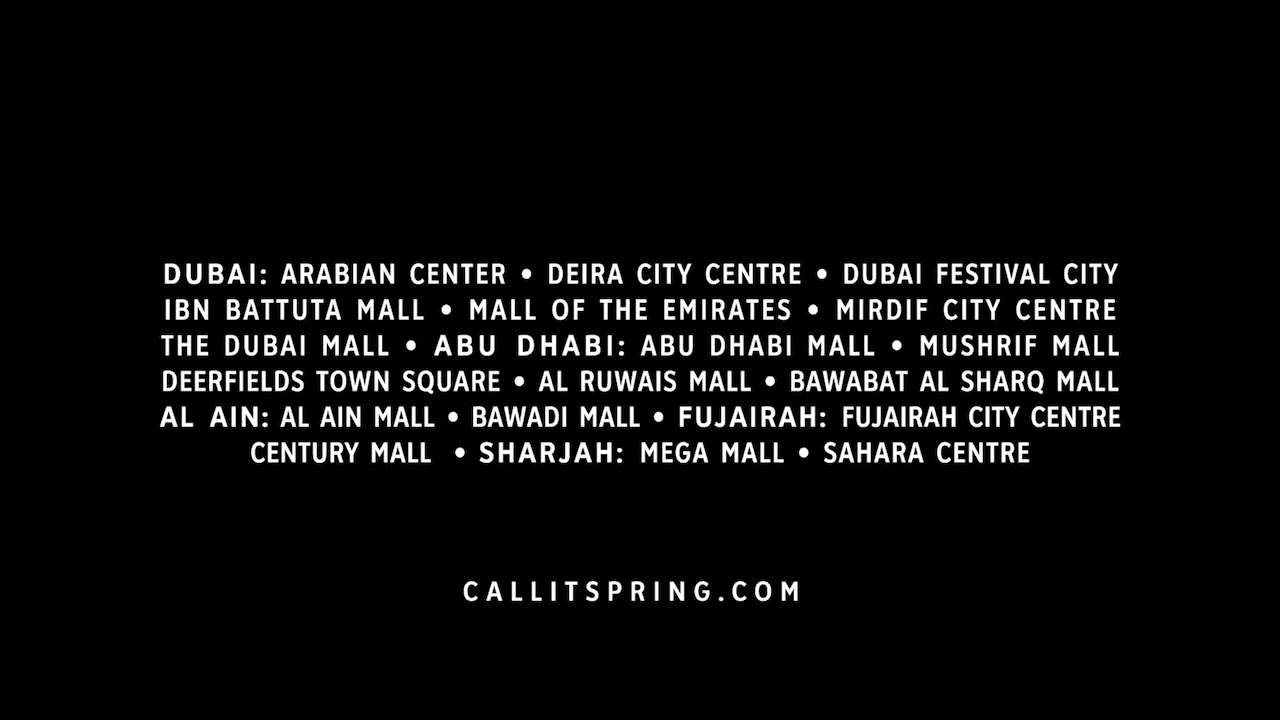 DUBAI: ARABIAN CENTER • DEIRA CITY CENTRE • DUBAI FESTIVAL CITY
IBN BATTUTA MALL • MALL OF THE EMIRATES • MIRDIF CITY CENTRE
THE DUBAI MALL • ABU DHABI: ABU DHABI MALL • MUSHRIF MALL
DEERFIELDS TOWN SQUARE • AL RUWAIS MALL • BAWABAT AL SHARQ MALL
AL AIN: AL AIN MALL • BAWADI MALL • FUJAIRAH: FUJAIRAH CITY CENTRE
CENTURY MALL • SHARJAH: MEGA MALL • SAHARA CENTRE
CALLITSPRING.COM